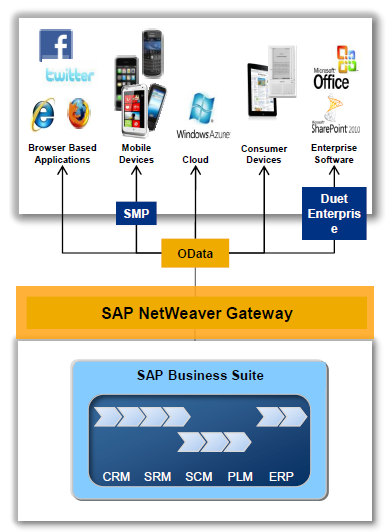 f
twitter
Microsoft
Office
Microsoft
SharePoint 2010
Windows Azure
Browser Based
Applications
Mobile
Devices
Cloud
Consumer
Devices
Enterprise
Software
SMP
Duet
Enterpris
e
OData
SAP NetWeaver Gateway
SAP Business Suite
CRM SRM SCM PLM ERP